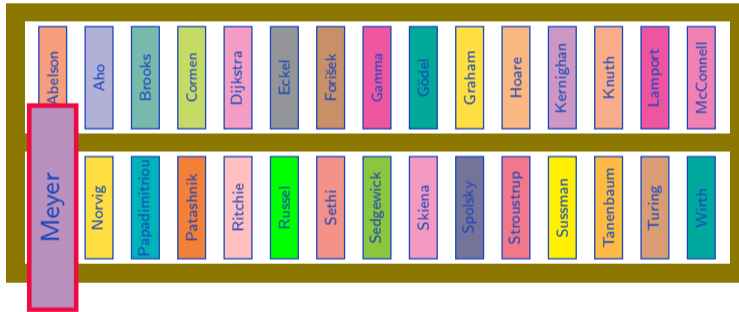 Abelson
Aho
Brooks
Cormen
Dijkstra
Eckel
Forišek
Gamma
Gödel
Graham
Hoare
Kernighan
Knuth
Lamport
McConnell
Meyer
Norvig
Papadimitriou
Patashnik
Ritchie
Russel
Sethi
Sedgewick
Skiena
Spolsky
Stroustrup
Sussman
Tanenbaum
Turing
Wirth